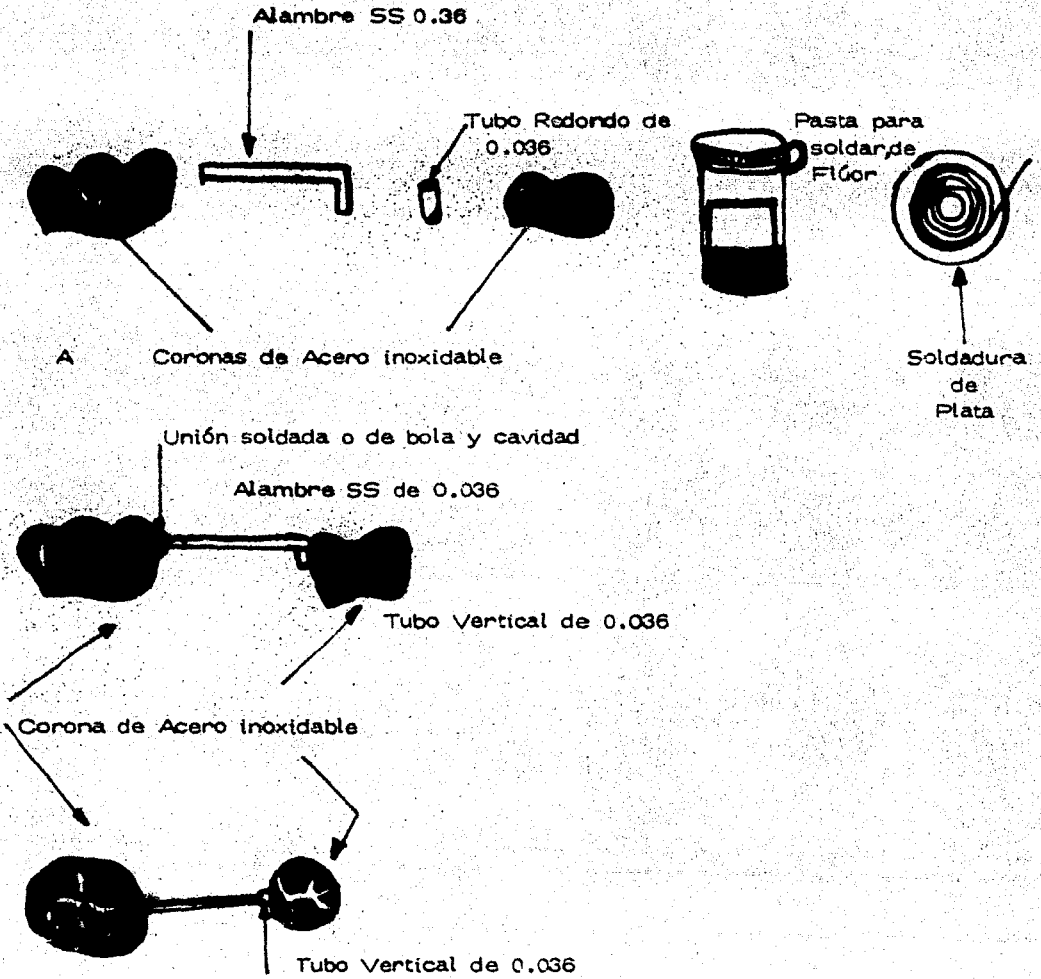 Alambre SS 0.36
Tubo Redondo de
0.036
Pasta para
soldar,de
Flúor
A
Coronas de Acero inoxidable
Soldadura
de
Plata
Unión soldada o de bola y cavidad
Alambre SS de 0.036
Tubo Vertical de 0.036
Corona de Acero inoxidable
Tubo Vertical de 0.036